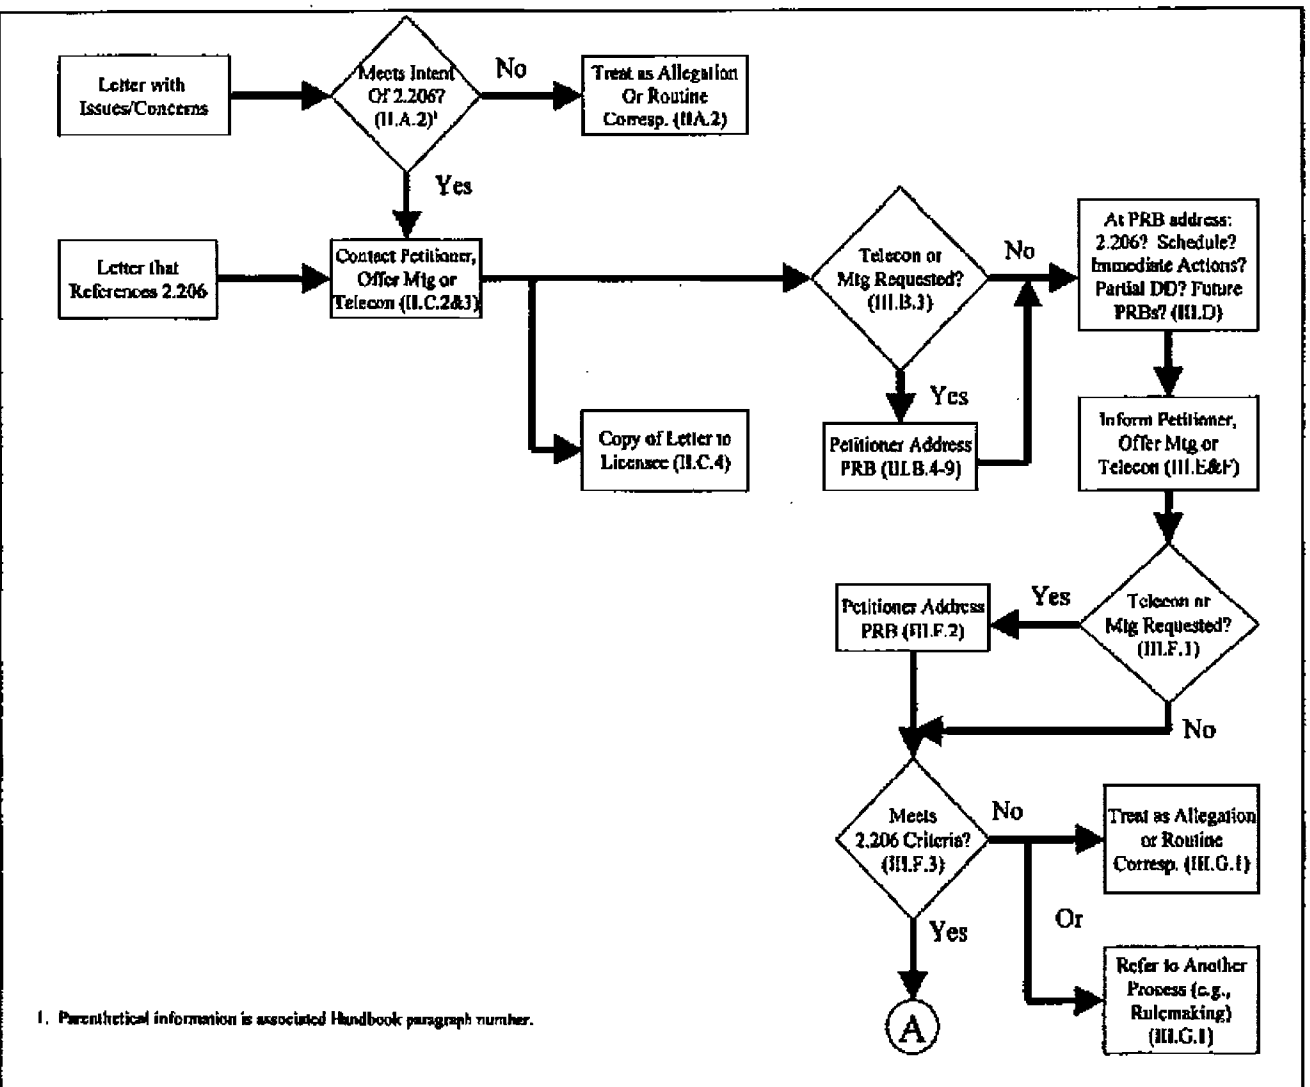 Letter with
Issues/Concerns
Meets Intent
Of 2.206?
(II.A.2)¹
No
Treat as Allegation
Or Routine
Corresp. (IIA.2)
Yes
Letter that
References 2.206
Contact Petitioner,
Offer Mtg or
Telecon (II.C.2&3)
Telecon or
Mtg Requested?
(III.B.3)
No
At PRB address:
2.206? Schedule?
Immediate Actions?
Partial DD? Future
PRBs? (III.D)
Yes
Copy of Letter to
Licensee (II.C.4)
Petitioner Address
PRB (III.B.4-9)
Inform Petitioner,
Offer Mtg or
Telecon (III.E&F)
Petitioner Address
PRB (III.F.2)
Yes
Telecon or
Mtg Requested?
(III.F.1)
No
Meets
2.206 Criteria?
(III.F.3)
No
Treat as Allegation
or Routine
Corresp. (III.G.1)
Or
Yes
Refer to Another
Process (e.g.,
Rulemaking)
(III.G.1)
A
1. Parenthetical information is associated Handbook paragraph number.